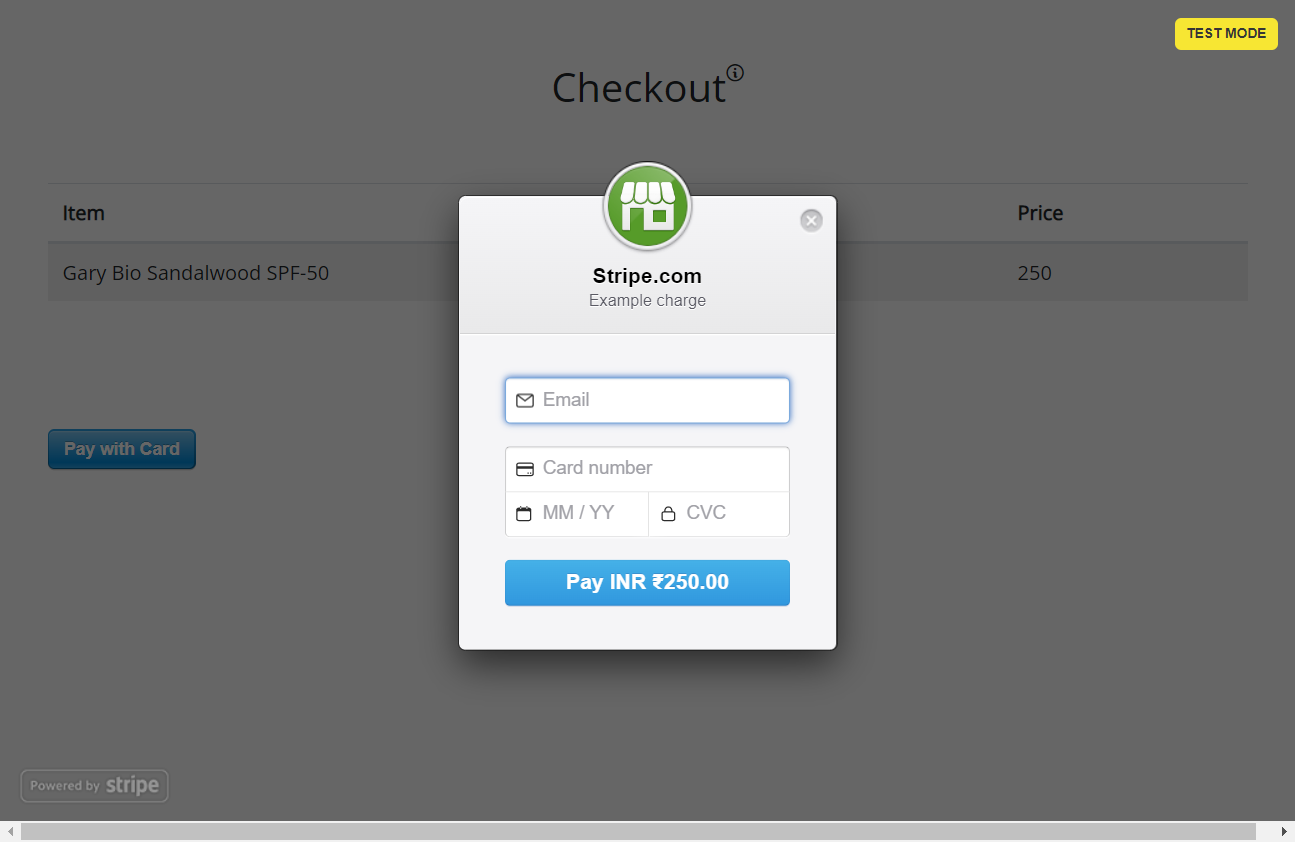 TEST MODE
Checkout
Item
Price
Gary Bio Sandalwood SPF-50
250
Stripe.com
Example charge
Email
Card number
MM / YY
CVC
Pay INR ₹250.00
Pay with Card
Powered by stripe